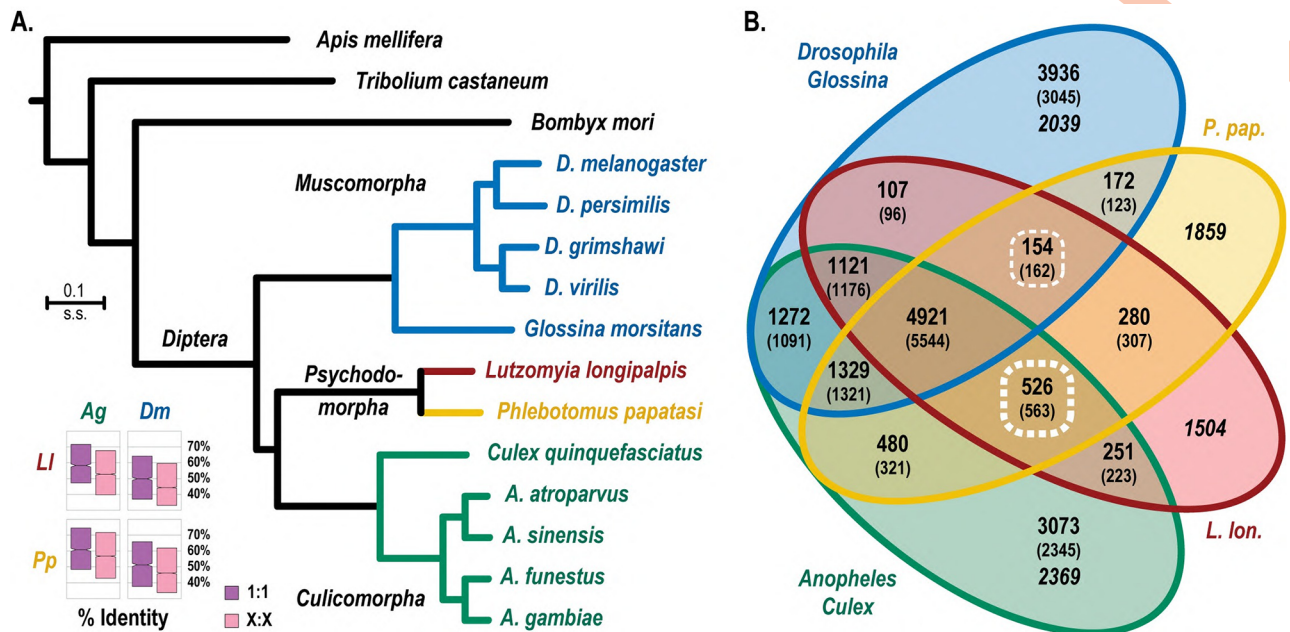 A.
Apis mellifera
Tribolium castaneum
Bombyx mori
Muscomorpha
D. melanogaster
D. persimilis
D. grimshawi
D. virilis
Glossina morsitans
0.1
s.s.
Diptera
Psychodo-
morpha
Lutzomyia longipalpis
Phlebotomus papatasi
Culex quinquefasciatus
A. atroparvus
A. sinensis
A. funestus
A. gambiae
Culicomorpha
Ag Dm
Ll
70%
60%
50%
40%
Pp
70%
60%
50%
40%
% Identity
1:1
X:X
B.
Drosophila
Glossina
3936
(3045)
2039
P. pap.
107
(96)
172
(123)
1859
154
(162)
1121
(1176)
1272
(1091)
4921
(5544)
280
(307)
1329
(1321)
526
(563)
1504
480
(321)
251
(223)
L. lon.
3073
(2345)
2369
Anopheles
Culex